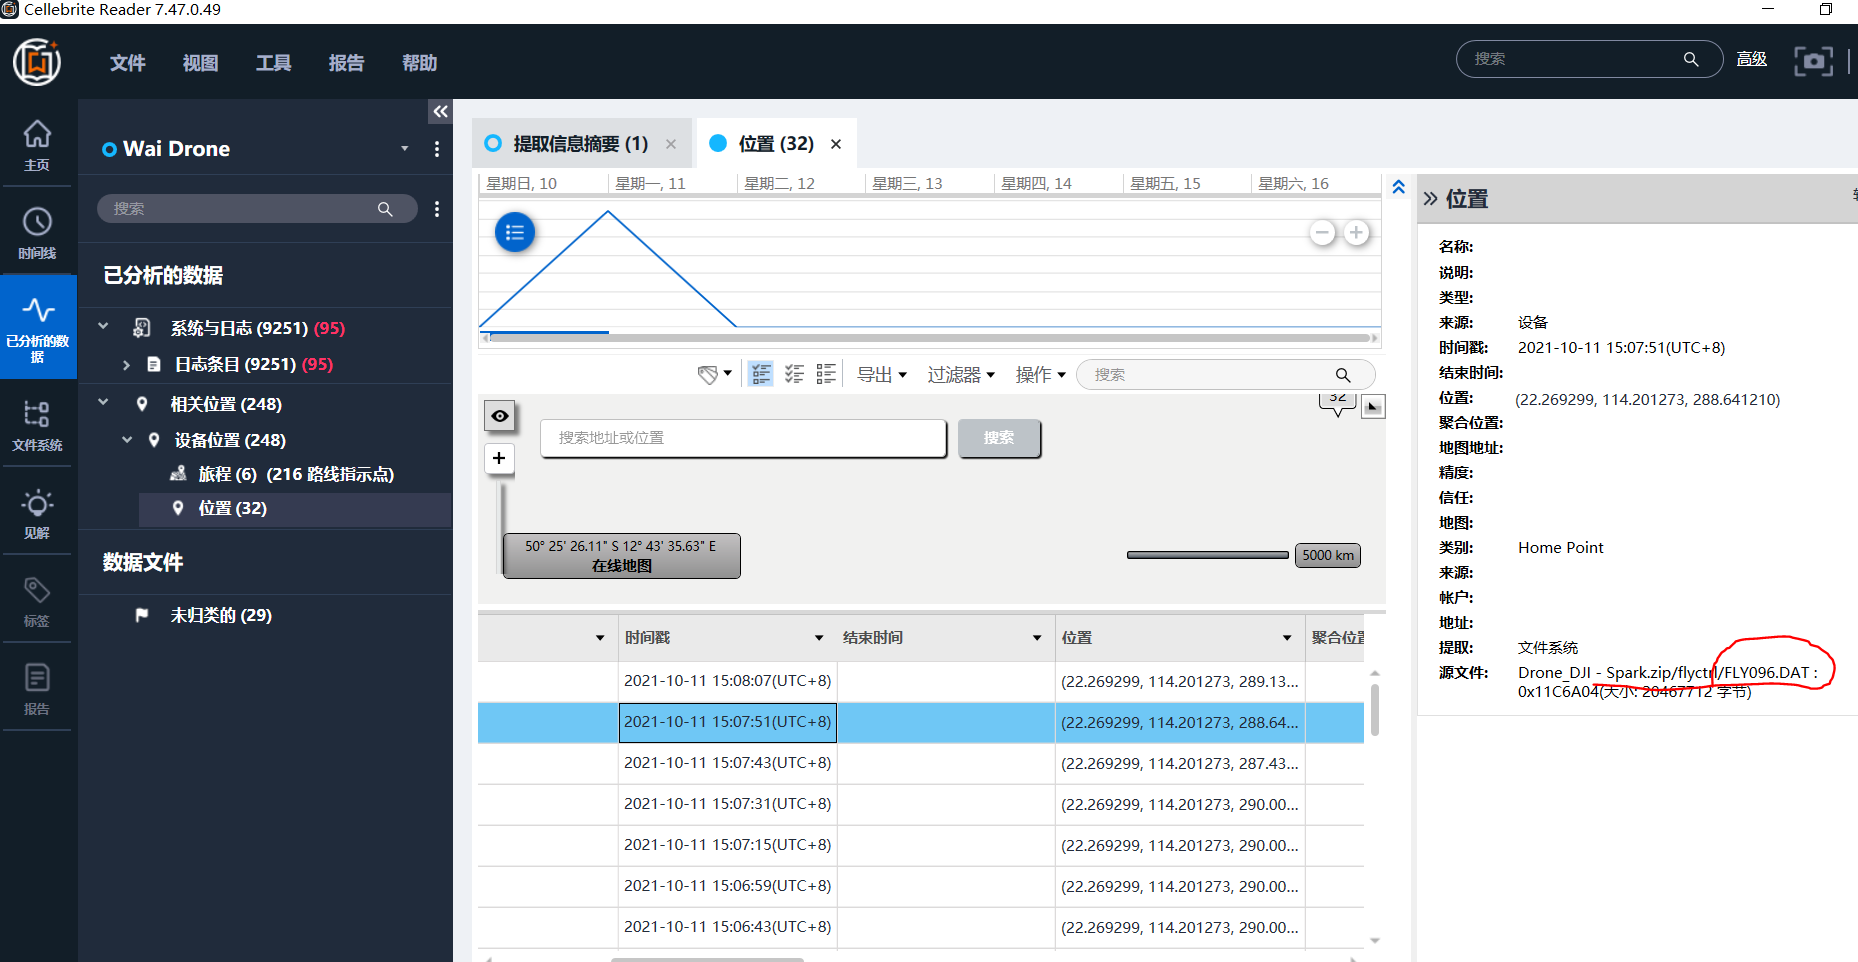 Cellebrite Reader 7.47.0.49
文件 视图 工具 报告 帮助
搜索 高级
主页
时间线
已分析的数据
文件系统
见解
标签
报告
Wai Drone
搜索
已分析的数据
系统与日志 (9251) (95)
日志条目 (9251) (95)
相关位置 (248)
设备位置 (248)
旅程 (6) (216 路线指示点)
位置 (32)
数据文件
未归类的 (29)
提取信息摘要 (1) 位置 (32)
星期日, 10 星期一, 11 星期二, 12 星期三, 13 星期四, 14 星期五, 15 星期六, 16
导出 过滤器 操作 搜索
32
搜索地址或位置 搜索
50° 25' 26.11" S 12° 43' 35.63" E
在线地图
5000 km
时间戳 结束时间 位置 聚合位置
2021-10-11 15:08:07(UTC+8) (22.269299, 114.201273, 289.13...
2021-10-11 15:07:51(UTC+8) (22.269299, 114.201273, 288.64...
2021-10-11 15:07:43(UTC+8) (22.269299, 114.201273, 287.43...
2021-10-11 15:07:31(UTC+8) (22.269299, 114.201273, 290.00...
2021-10-11 15:07:15(UTC+8) (22.269299, 114.201273, 290.00...
2021-10-11 15:06:59(UTC+8) (22.269299, 114.201273, 290.00...
2021-10-11 15:06:43(UTC+8) (22.269299, 114.201273, 290.00...
位置
名称:
说明:
类型:
来源: 设备
时间戳: 2021-10-11 15:07:51(UTC+8)
结束时间:
位置: (22.269299, 114.201273, 288.641210)
聚合位置:
地图地址:
精度:
信任:
地图:
类别: Home Point
来源:
帐户:
地址:
提取: 文件系统
源文件: Drone_DJI - Spark.zip/flyctrl/FLY096.DAT :
0x11C6A04(大小: 20467712 字节)